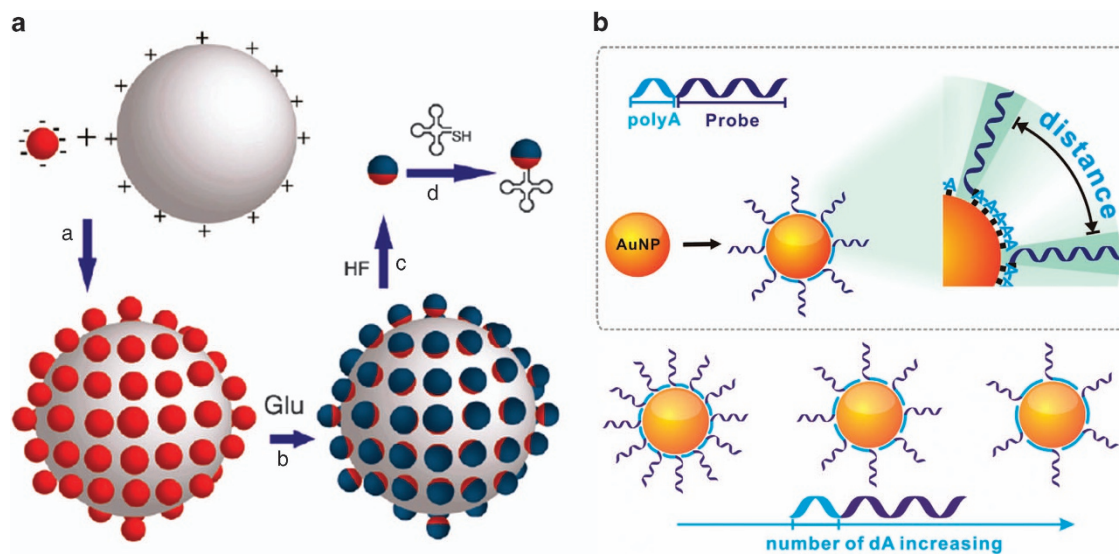 a
+
a
Glu
b
HF
c
SH
d
b
polyA
Probe
AuNP
distance
A
A
A
A
A
A
A
A
number of dA increasing